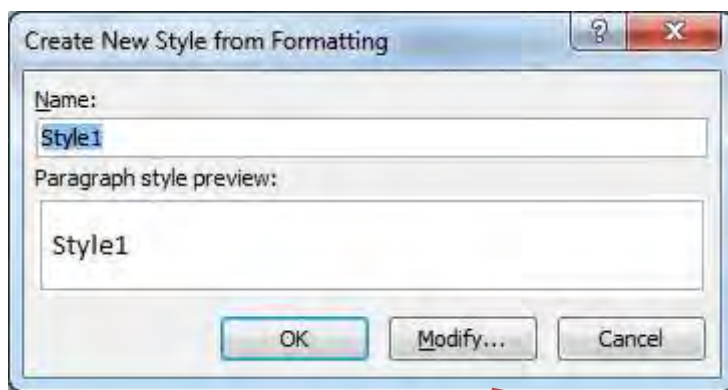 Create New Style from Formatting
Name:
Style1
Paragraph style preview:
Style1
OK Modify... Cancel